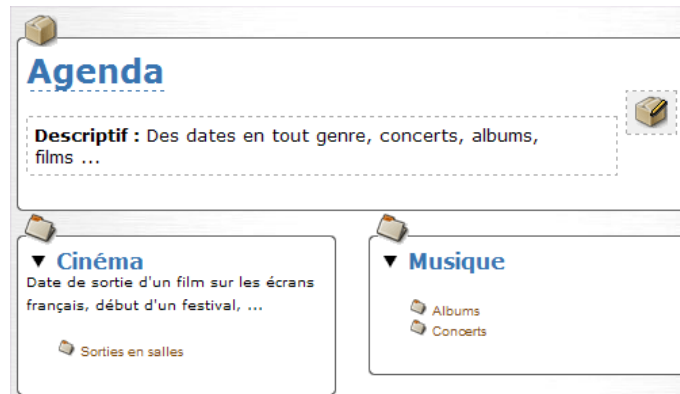 Agenda
Descriptif : Des dates en tout genre, concerts, albums,
films ...
Cinéma
Date de sortie d'un film sur les écrans
français, début d'un festival, ...
Sorties en salles
Musique
Albums
Concerts